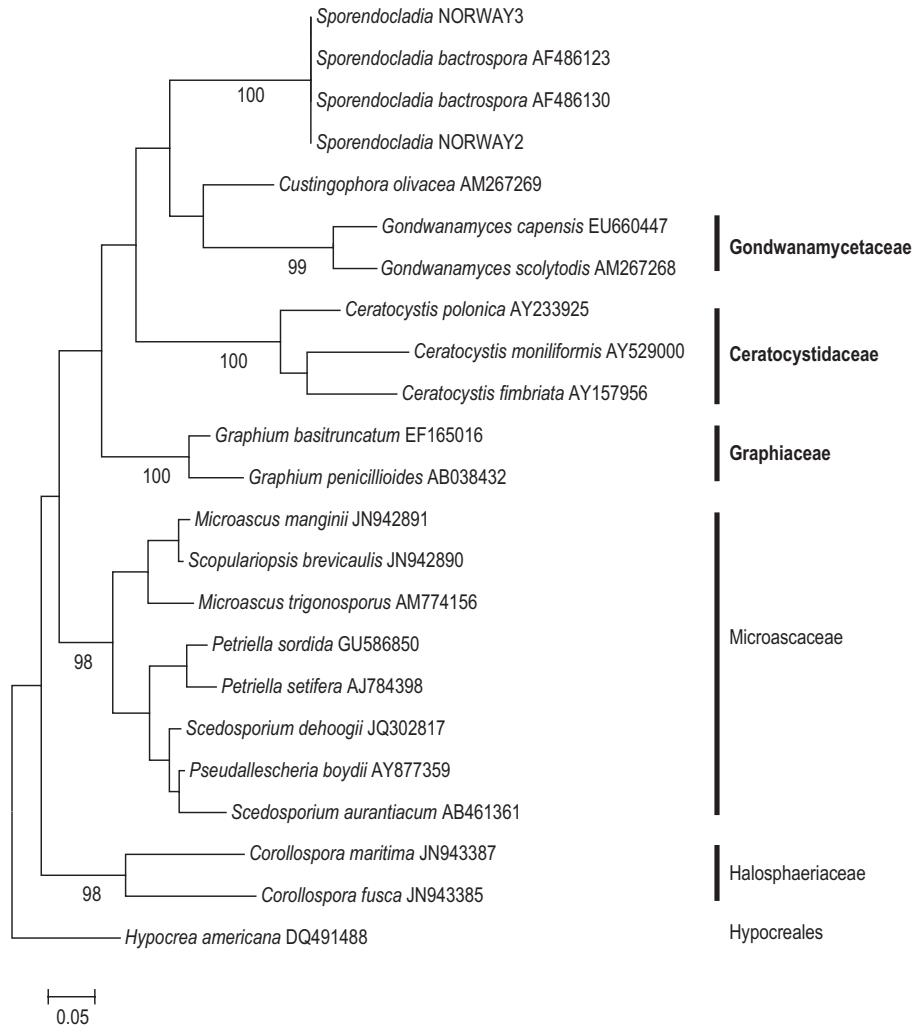 Sporendocladia NORWAY3
Sporendocladia bactrospora AF486123
Sporendocladia bactrospora AF486130
100
Sporendocladia NORWAY2
Custingophora olivacea AM267269
Gondwanamyces capensis EU660447
Gondwanamycetaceae
99
Gondwanamyces scolytodis AM267268
Ceratocystis polonica AY233925
Ceratocystis moniliformis AY529000
Ceratocystidaceae
100
Ceratocystis fimbriata AY157956
Graphium basitruncatum EF165016
Graphiaceae
100
Graphium penicillioides AB038432
Microascus manginii JN942891
Scopulariopsis brevicaulis JN942890
Microascus trigonosporus AM774156
Microascaceae
Petriella sordida GU586850
98
Petriella setifera AJ784398
Scedosporium dehoogii JQ302817
Pseudallescheria boydii AY877359
Scedosporium aurantiacum AB461361
Corollospora maritima JN943387
Halosphaeriaceae
98
Corollospora fusca JN943385
Hypocrea americana DQ491488
Hypocreales
0.05